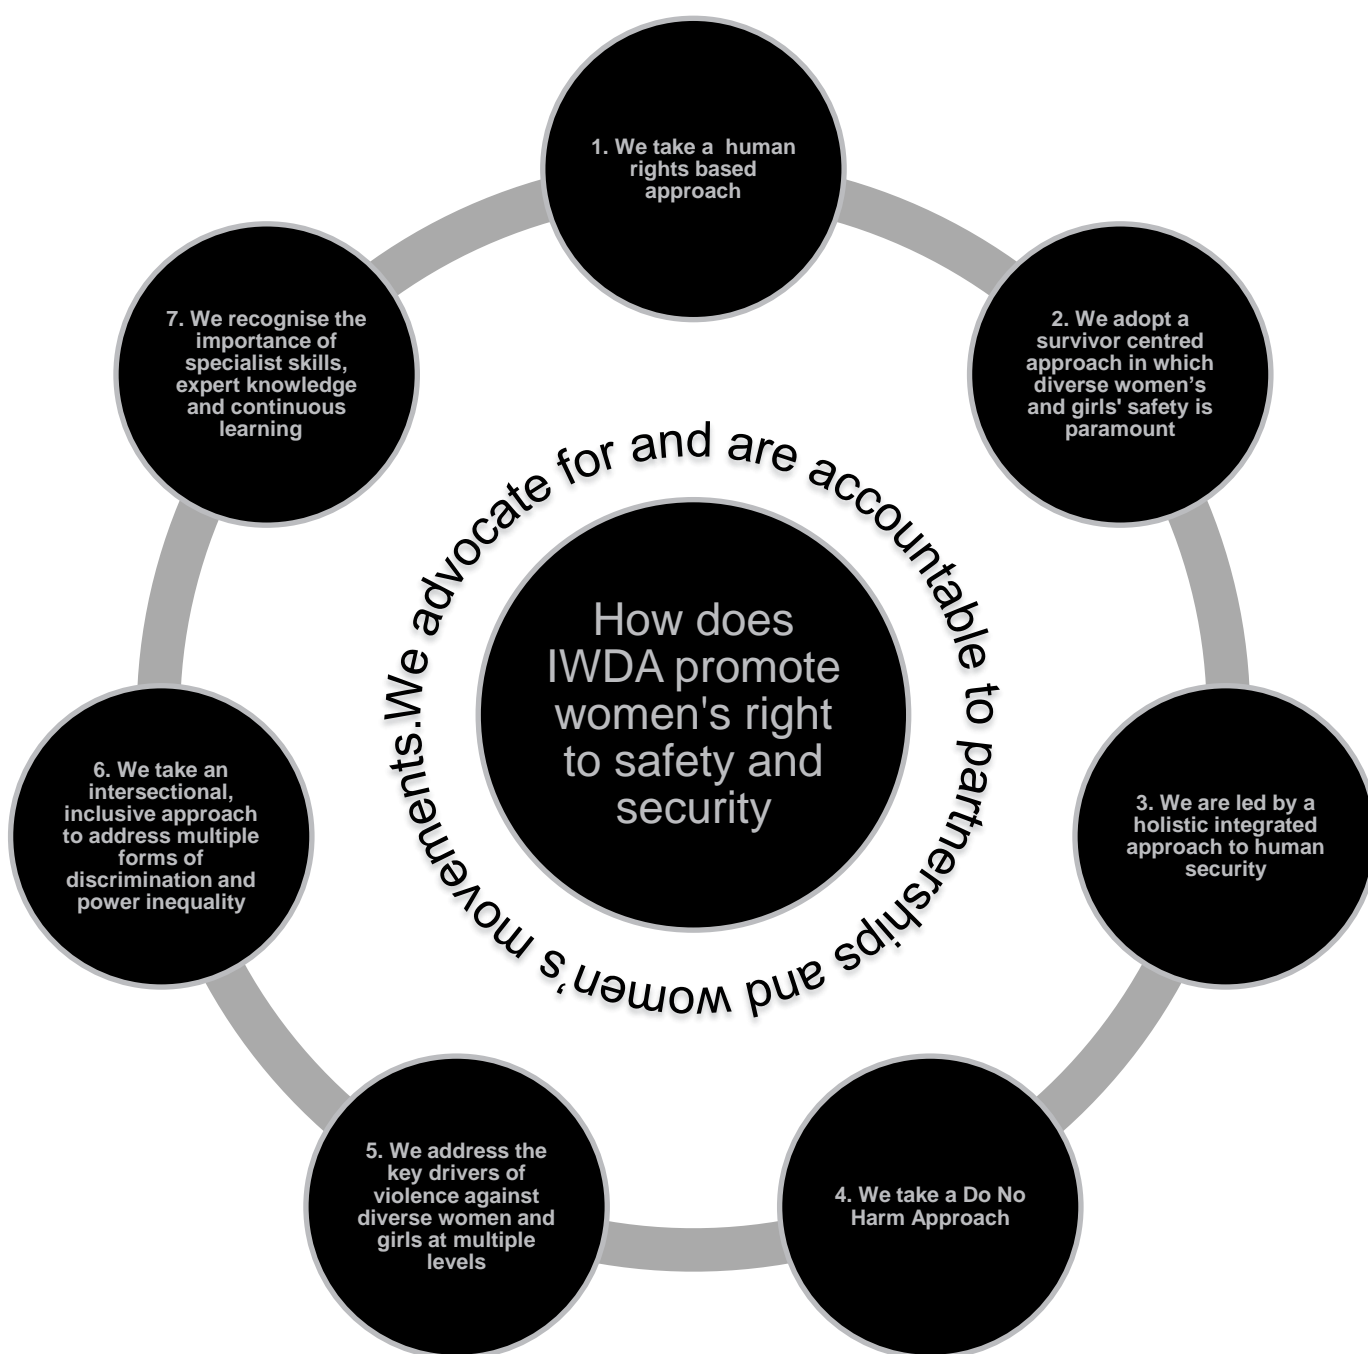 1. We take a human
rights based
approach
2. We adopt a
survivor centred
approach in which
diverse women’s
and girls' safety is
paramount
3. We are led by a
holistic integrated
approach to human
security
4. We take a Do No
Harm Approach
5. We address the
key drivers of
violence against
diverse women and
girls at multiple
levels
6. We take an
intersectional,
inclusive approach
to address multiple
forms of
discrimination and
power inequality
7. We recognise the
importance of
specialist skills,
expert knowledge
and continuous
learning
We advocate for and are accountable to partnerships and women’s movements.
How does
IWDA promote
women's right
to safety and
security